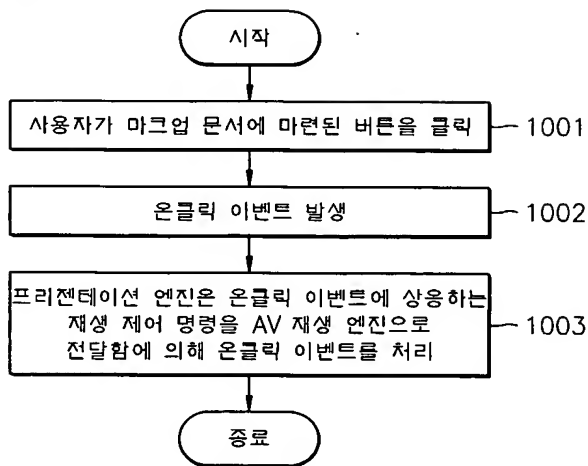 시작
사용자가 마크업 문서에 마련된 버튼을 클릭
1001
온클릭 이벤트 발생
1002
프리젠테이션 엔진은 온클릭 이벤트에 상응하는
재생 제어 명령을 AV 재생 엔진으로
전달함에 의해 온클릭 이벤트를 처리
1003
종료